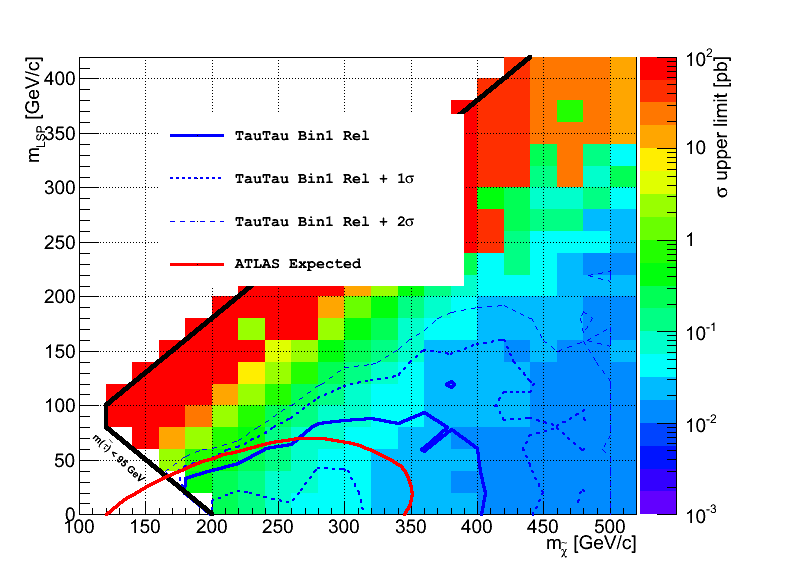 400
350
300
250
200
150
100
50
0
m_LSP [GeV/c]
TauTau Bin1 Rel
TauTau Bin1 Rel + 1σ
TauTau Bin1 Rel + 2σ
ATLAS Expected
m(τ̃) < 95 GeV
100 150 200 250 300 350 400 450 500
m_χ̃ [GeV/c]
10²
10
1
10⁻¹
10⁻²
10⁻³
σ upper limit [pb]